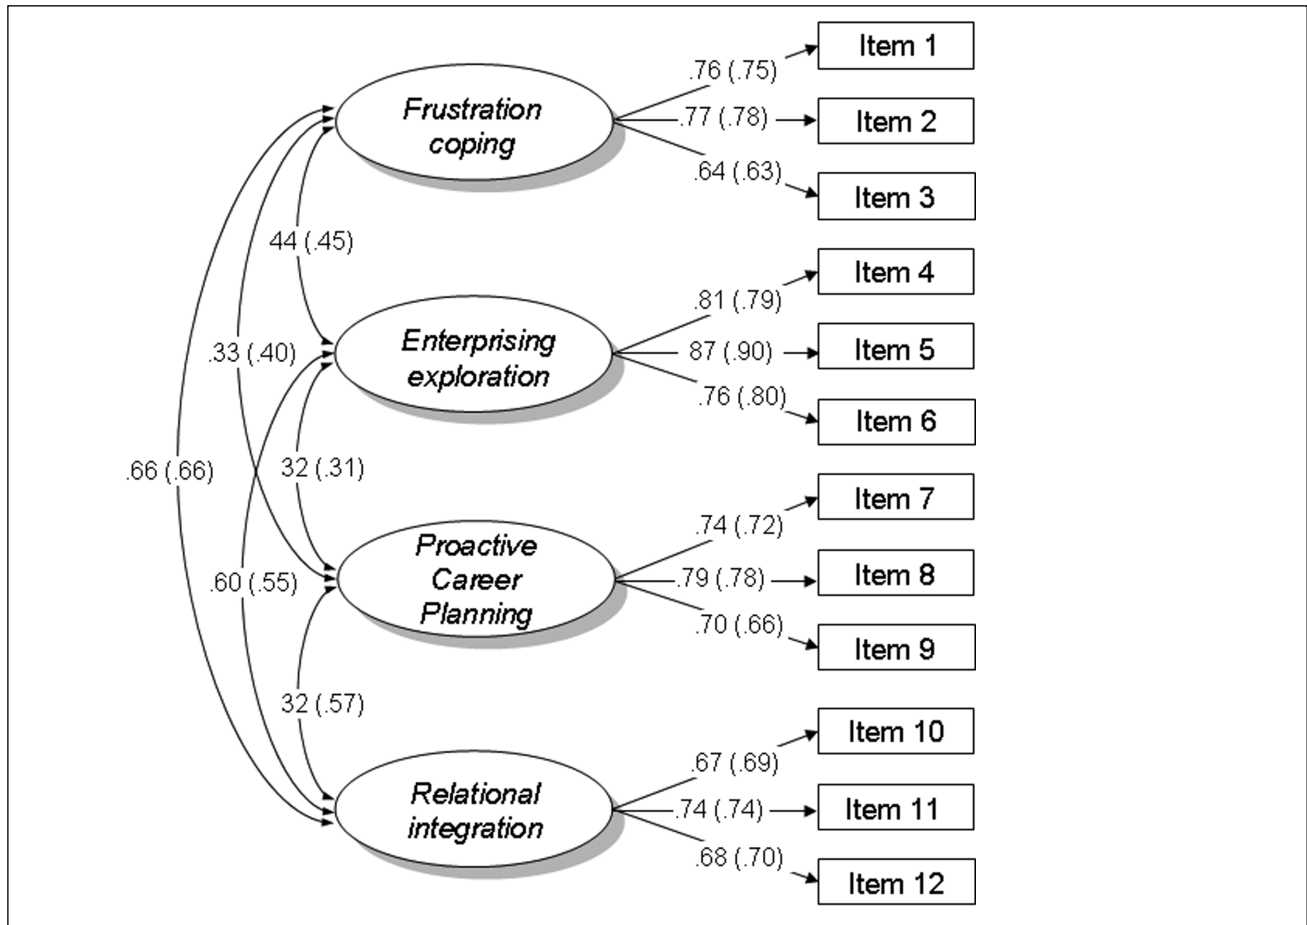 Item 1
.76 (.75)
Frustration
coping
.77 (.78)
Item 2
.64 (.63)
Item 3
44 (.45)
Item 4
.81 (.79)
Enterprising
exploration
87 (.90)
Item 5
.33 (.40)
.76 (.80)
Item 6
.66 (.66)
32 (.31)
Item 7
.74 (.72)
Proactive
Career
Planning
.79 (.78)
Item 8
.60 (.55)
.70 (.66)
Item 9
32 (.57)
Item 10
.67 (.69)
Relational
integration
.74 (.74)
Item 11
.68 (.70)
Item 12